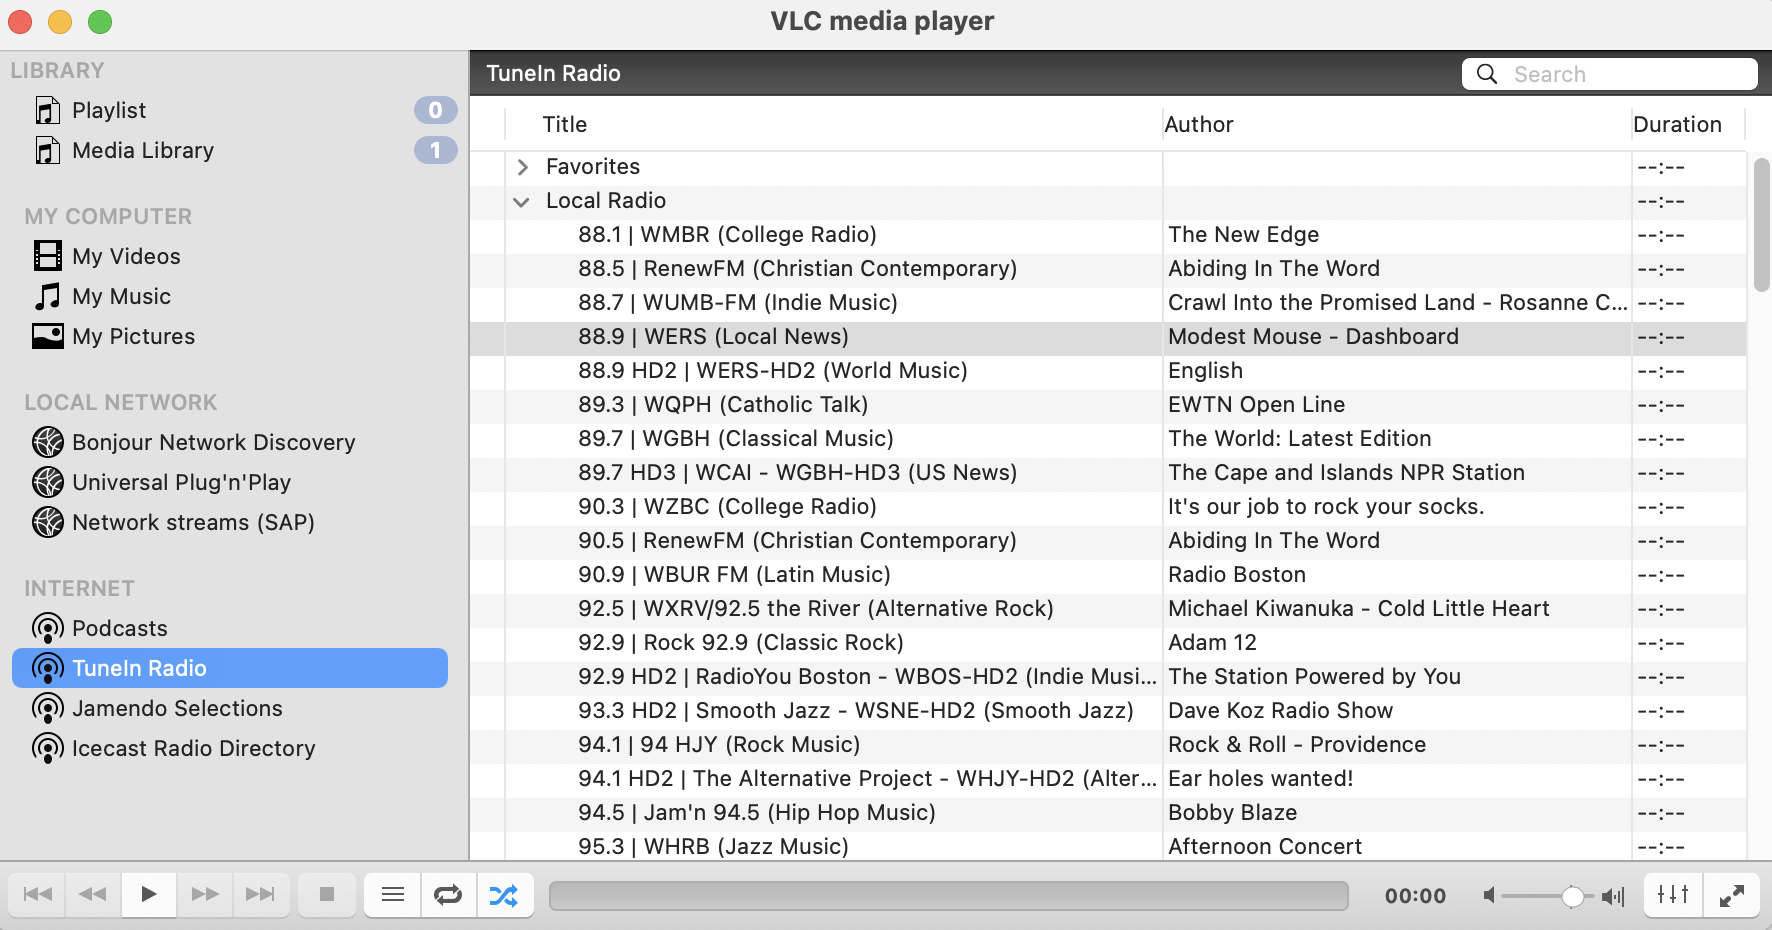 VLC media player
LIBRARY
Playlist 0
Media Library 1
MY COMPUTER
My Videos
My Music
My Pictures
LOCAL NETWORK
Bonjour Network Discovery
Universal Plug'n'Play
Network streams (SAP)
INTERNET
Podcasts
TuneIn Radio
Jamendo Selections
Icecast Radio Directory
TuneIn Radio Search
Title Author Duration
Favorites --:--
Local Radio --:--
88.1 | WMBR (College Radio) The New Edge --:--
88.5 | RenewFM (Christian Contemporary) Abiding In The Word --:--
88.7 | WUMB-FM (Indie Music) Crawl Into the Promised Land - Rosanne C... --:--
88.9 | WERS (Local News) Modest Mouse - Dashboard --:--
88.9 HD2 | WERS-HD2 (World Music) English --:--
89.3 | WQPH (Catholic Talk) EWTN Open Line --:--
89.7 | WGBH (Classical Music) The World: Latest Edition --:--
89.7 HD3 | WCAI - WGBH-HD3 (US News) The Cape and Islands NPR Station --:--
90.3 | WZBC (College Radio) It's our job to rock your socks. --:--
90.5 | RenewFM (Christian Contemporary) Abiding In The Word --:--
90.9 | WBUR FM (Latin Music) Radio Boston --:--
92.5 | WXRV/92.5 the River (Alternative Rock) Michael Kiwanuka - Cold Little Heart --:--
92.9 | Rock 92.9 (Classic Rock) Adam 12 --:--
92.9 HD2 | RadioYou Boston - WBOS-HD2 (Indie Musi... The Station Powered by You --:--
93.3 HD2 | Smooth Jazz - WSNE-HD2 (Smooth Jazz) Dave Koz Radio Show --:--
94.1 | 94 HJY (Rock Music) Rock & Roll - Providence --:--
94.1 HD2 | The Alternative Project - WHJY-HD2 (Alter... Ear holes wanted! --:--
94.5 | Jam'n 94.5 (Hip Hop Music) Bobby Blaze --:--
95.3 | WHRB (Jazz Music) Afternoon Concert --:--
00:00